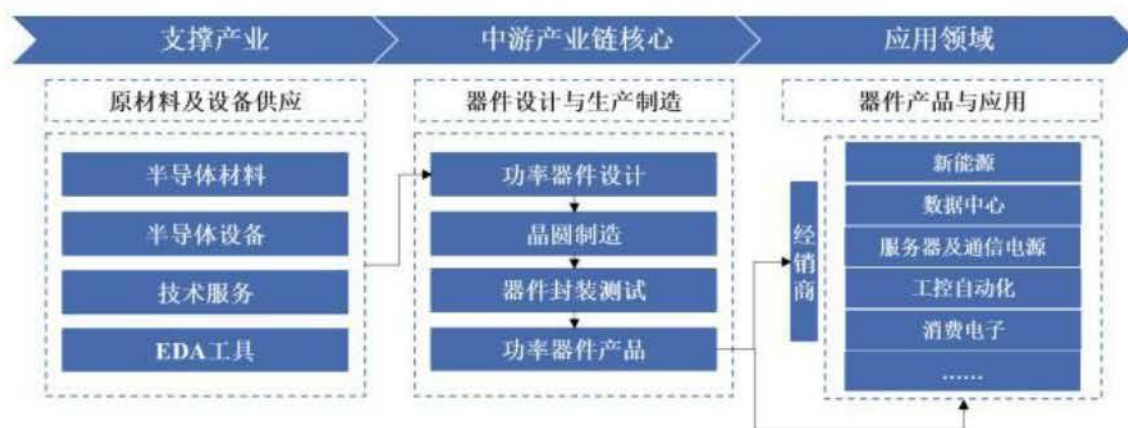 支撑产业
中游产业链核心
应用领域
原材料及设备供应
器件设计与生产制造
器件产品与应用
半导体材料
半导体设备
技术服务
EDA工具
功率器件设计
晶圆制造
器件封装测试
功率器件产品
经销商
新能源
数据中心
服务器及通信电源
工控自动化
消费电子
......